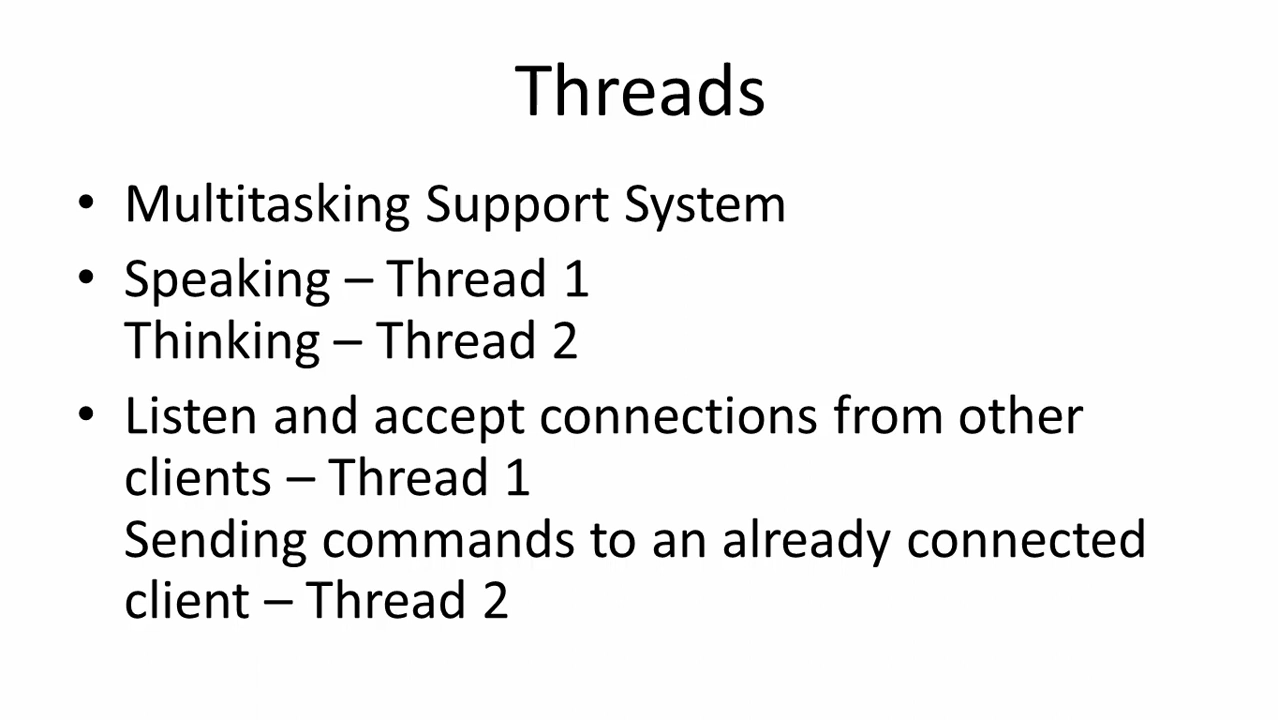 Threads
• Multitasking Support System
• Speaking – Thread 1
Thinking – Thread 2
• Listen and accept connections from other
clients – Thread 1
Sending commands to an already connected
client – Thread 2